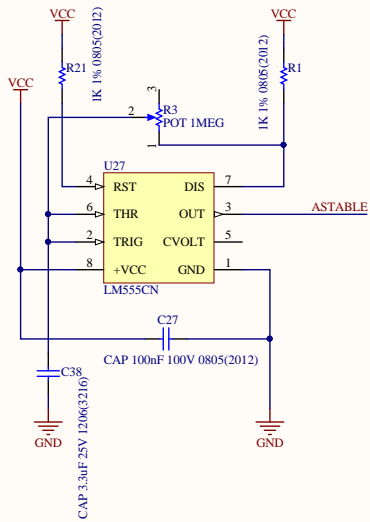 VCC
VCC
VCC
R21
1K 1% 0805(2012)
3
2
R3
POT 1MEG
1
R1
1K 1% 0805(2012)
U27
4 RST DIS 7
6 THR OUT 3 ASTABLE
2 TRIG CVOLT 5
8 +VCC GND 1
LM555CN
C27
CAP 100nF 100V 0805(2012)
C38
CAP 3.3uF 25V 1206(3216)
GND
GND